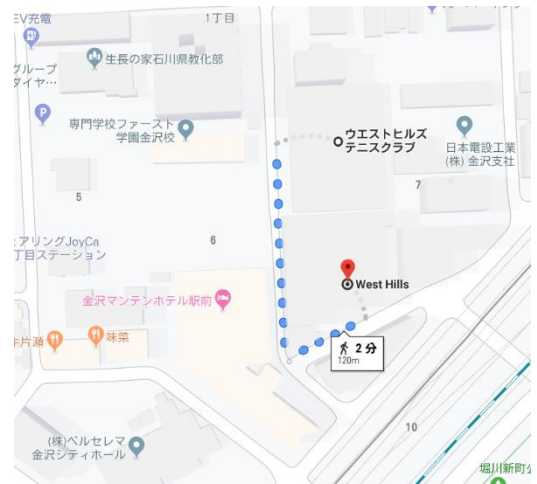 EV充電
1丁目
生長の家石川県教化部
グループ
ダイヤ…
専門学校ファースト
学園金沢校
ウエストヒルズ
テニスクラブ
日本電設工業
(株) 金沢支社
5
7
6
アリングJoyCa
丁目ステーション
West Hills
金沢マンテンホテル駅前
味菜
片瀬
2 分
120m
10
(株)ベルセレマ
金沢シティホール
堀川新町